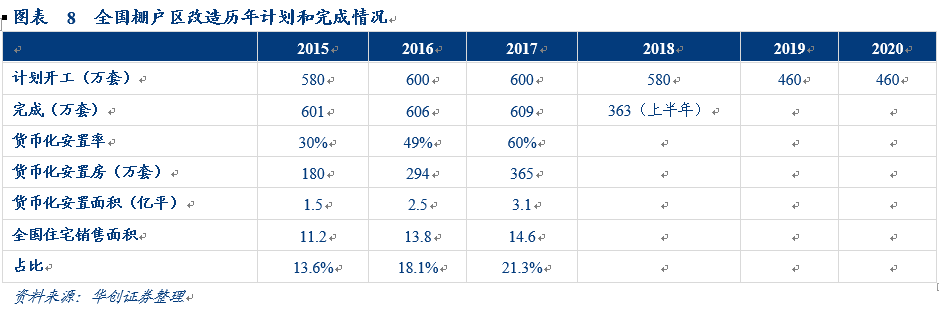 图表 8 全国棚户区改造历年计划和完成情况
2015 2016 2017 2018 2019 2020
计划开工（万套） 580 600 600 580 460 460
完成（万套） 601 606 609 363（上半年）
货币化安置率 30% 49% 60%
货币化安置房（万套） 180 294 365
货币化安置面积（亿平） 1.5 2.5 3.1
全国住宅销售面积 11.2 13.8 14.6
占比 13.6% 18.1% 21.3%
资料来源：华创证券整理